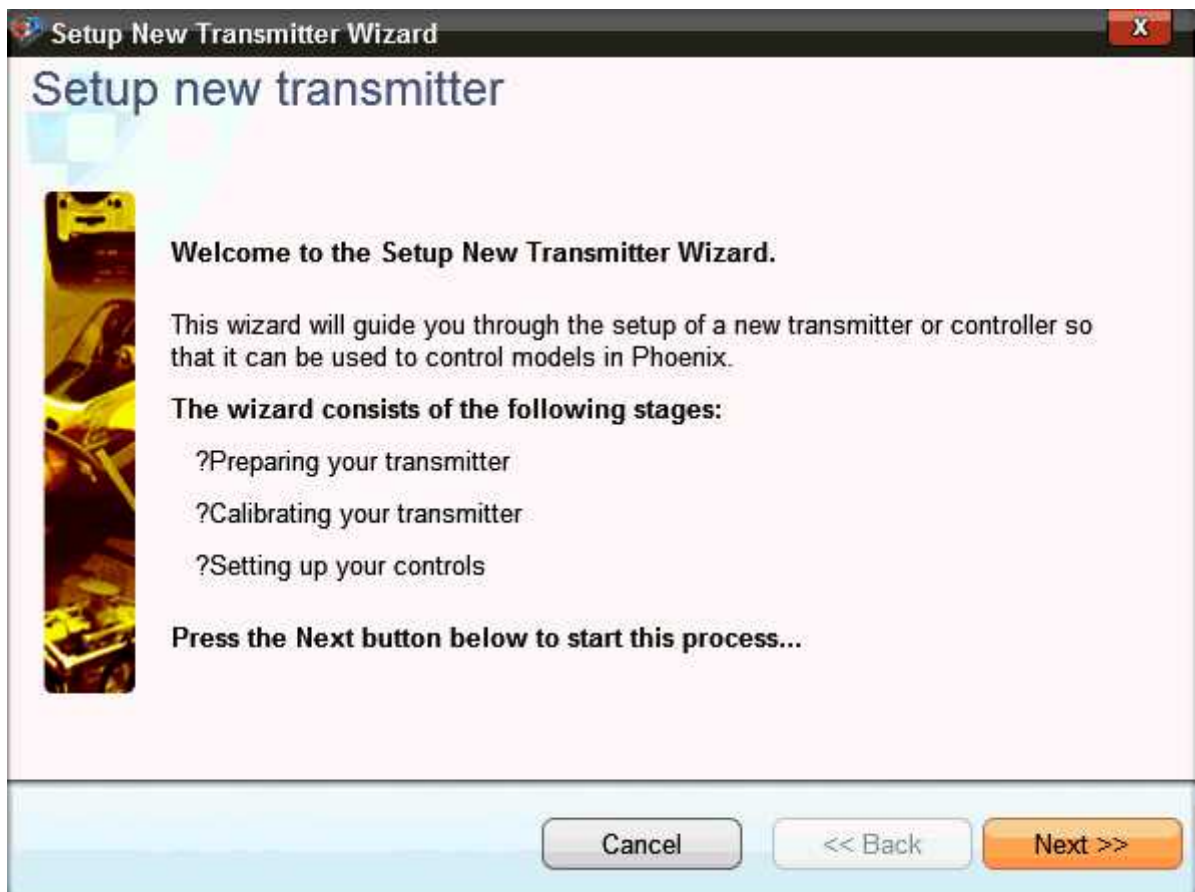 Setup New Transmitter Wizard
X
Setup new transmitter
Welcome to the Setup New Transmitter Wizard.
This wizard will guide you through the setup of a new transmitter or controller so
that it can be used to control models in Phoenix.
The wizard consists of the following stages:
?Preparing your transmitter
?Calibrating your transmitter
?Setting up your controls
Press the Next button below to start this process...
Cancel
<< Back
Next >>